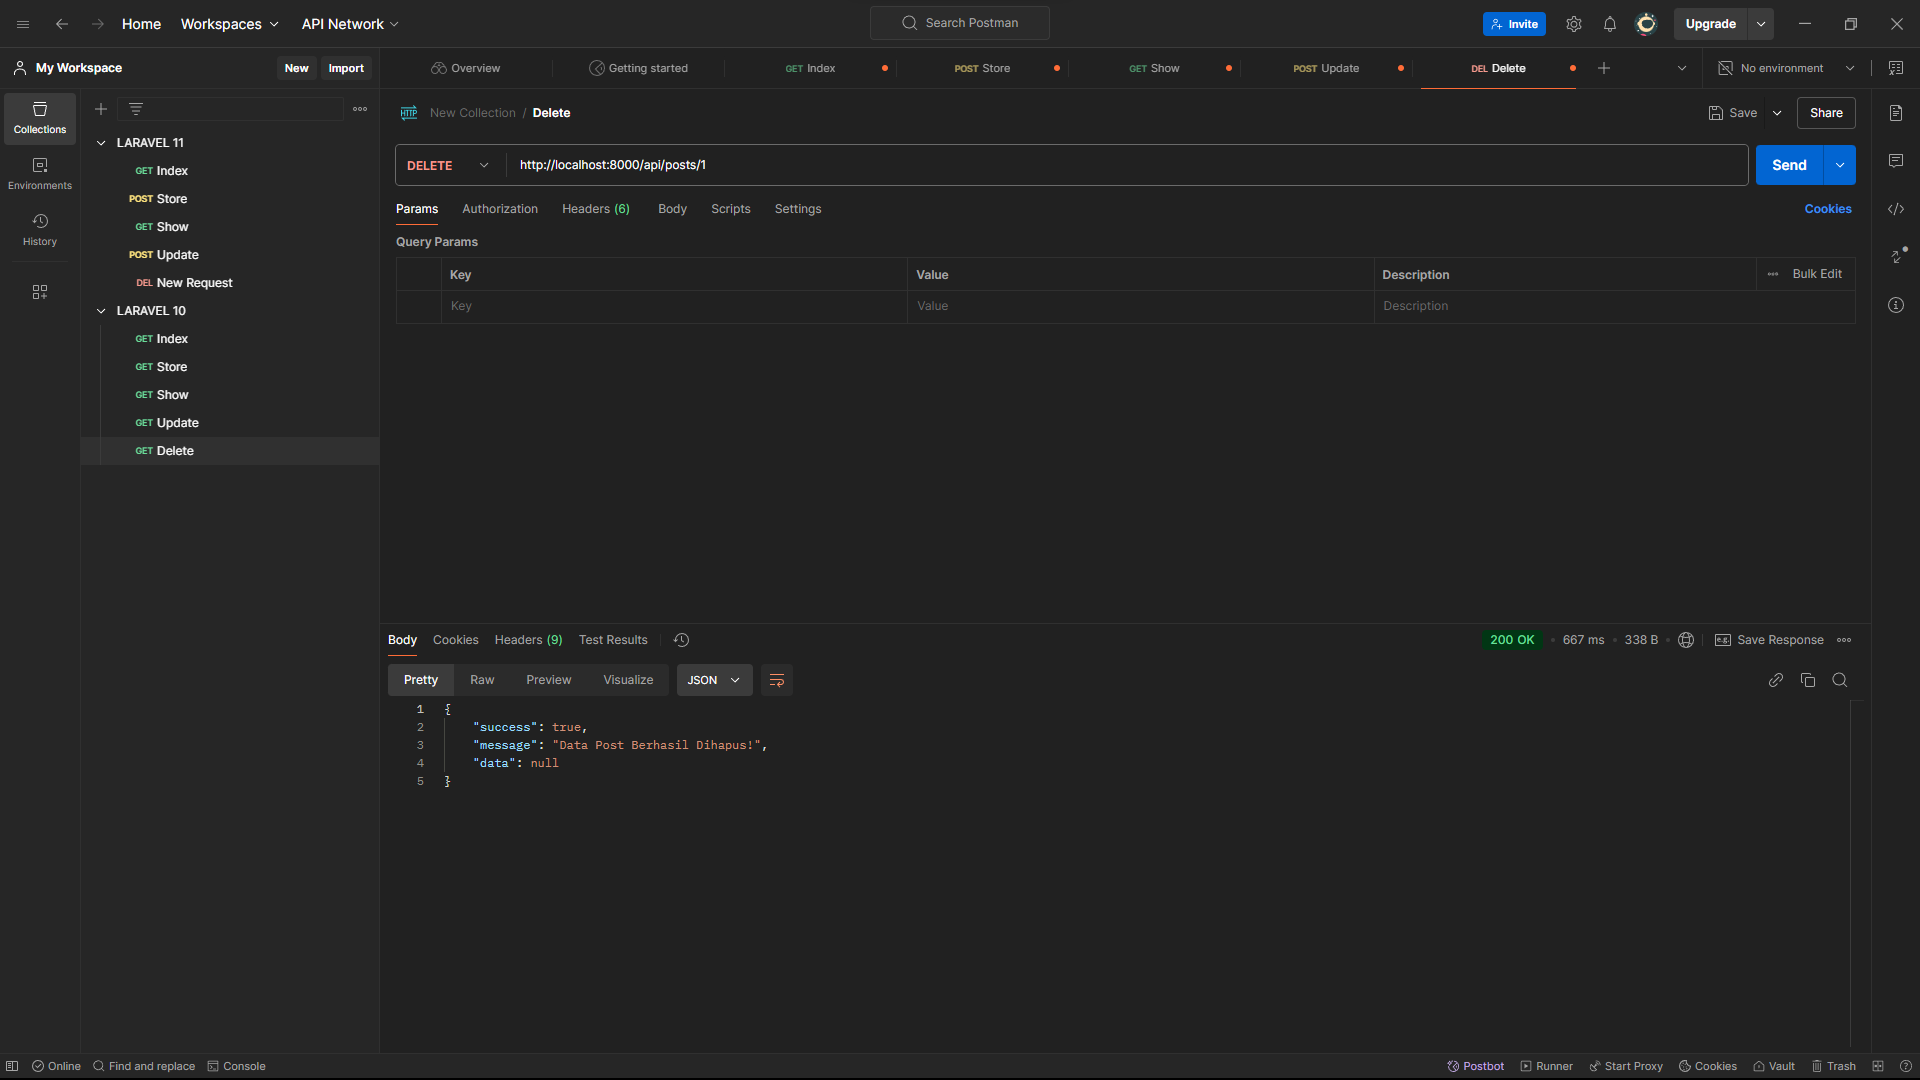 Home Workspaces API Network Search Postman Invite Upgrade
My Workspace New Import Overview Getting started GET Index POST Store GET Show POST Update DEL Delete No environment
Collections
Environments
History
LARAVEL 11
GET Index
POST Store
GET Show
POST Update
DEL New Request
LARAVEL 10
GET Index
GET Store
GET Show
GET Update
GET Delete
HTTP New Collection / Delete Save Share
DELETE http://localhost:8000/api/posts/1 Send
Params Authorization Headers (6) Body Scripts Settings Cookies
Query Params
Key Value Description Bulk Edit
Key Value Description
Body Cookies Headers (9) Test Results 200 OK 667 ms 338 B e.g. Save Response
Pretty Raw Preview Visualize JSON
1 {
2 "success": true,
3 "message": "Data Post Berhasil Dihapus!",
4 "data": null
5 }
Online Find and replace Console Postbot Runner Start Proxy Cookies Vault Trash